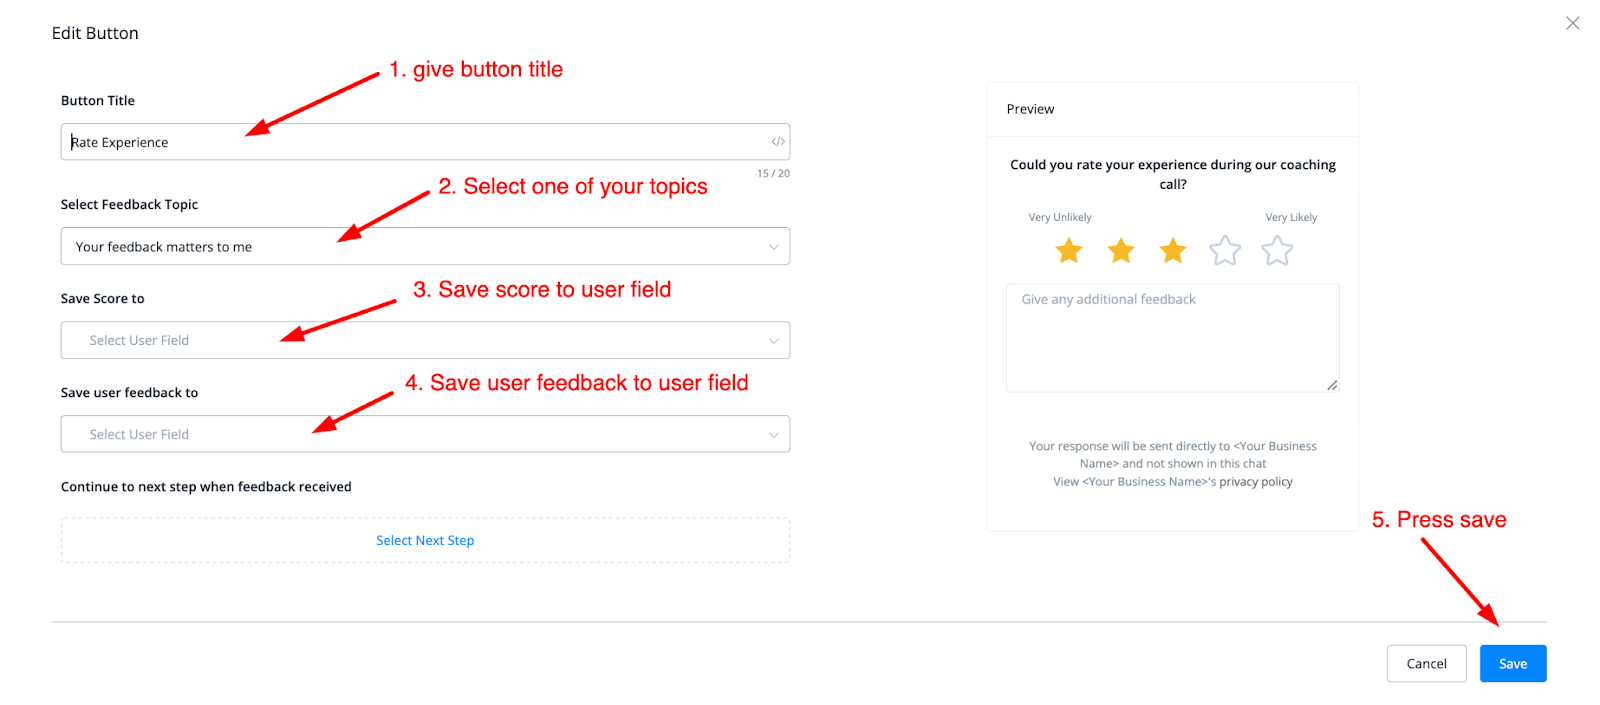 Edit Button
1. give button title
Button Title
Rate Experience
</>
15 / 20
2. Select one of your topics
Select Feedback Topic
Your feedback matters to me
3. Save score to user field
Save Score to
Select User Field
4. Save user feedback to user field
Save user feedback to
Select User Field
Continue to next step when feedback received
Select Next Step
Preview
Could you rate your experience during our coaching
call?
Very Unlikely
Very Likely
Give any additional feedback
Your response will be sent directly to <Your Business
Name> and not shown in this chat
View <Your Business Name>'s privacy policy
5. Press save
Cancel
Save